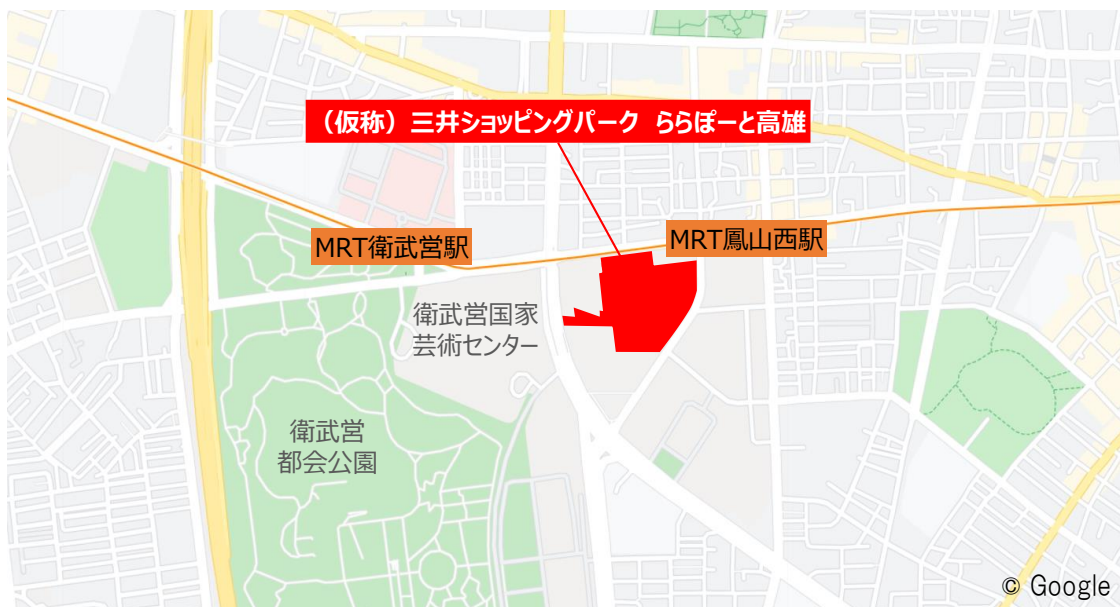 （仮称）三井ショッピングパーク ららぽーと高雄
MRT衛武営駅
MRT鳳山西駅
衛武営国家
芸術センター
衛武営
都会公園
© Google